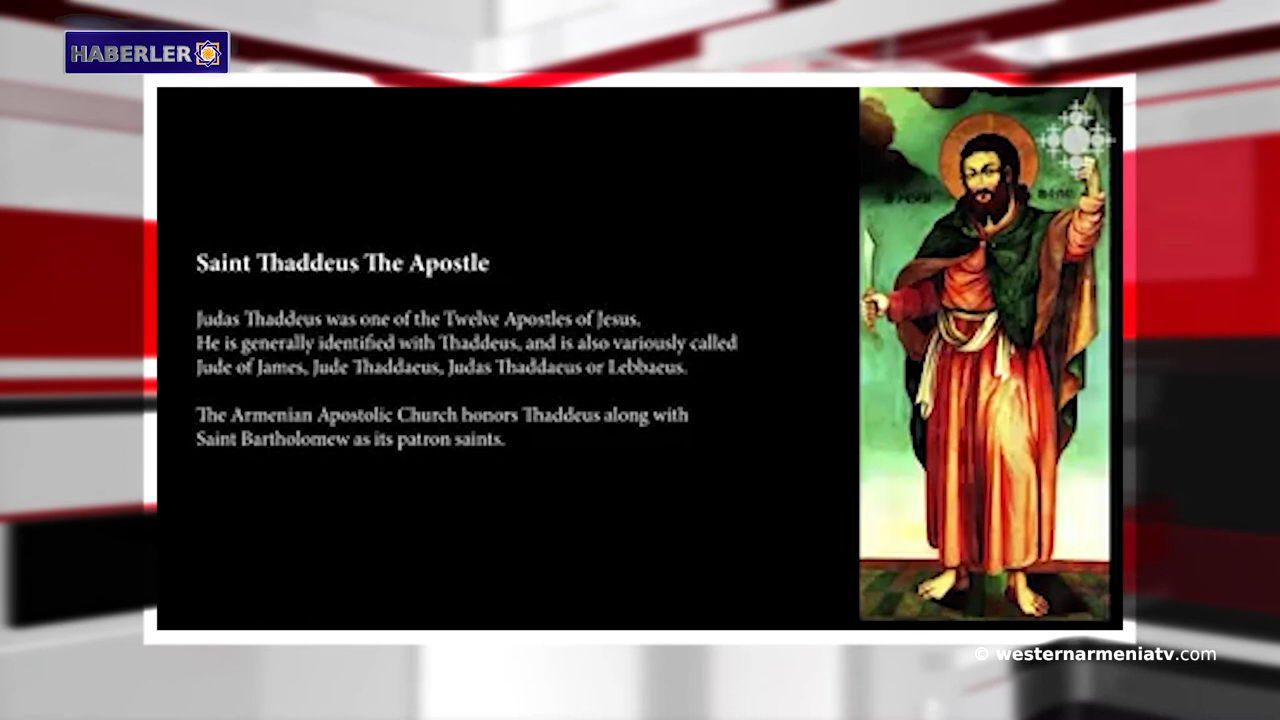 HABERLER
Saint Thaddeus The Apostle
Judas Thaddeus was one of the Twelve Apostles of Jesus.
He is generally identified with Thaddeus, and is also variously called
Jude of James, Jude Thaddaeus, Judas Thaddaeus or Lebbaeus.
The Armenian Apostolic Church honors Thaddeus along with
Saint Bartholomew as its patron saints.
© westernarmeniatv.com